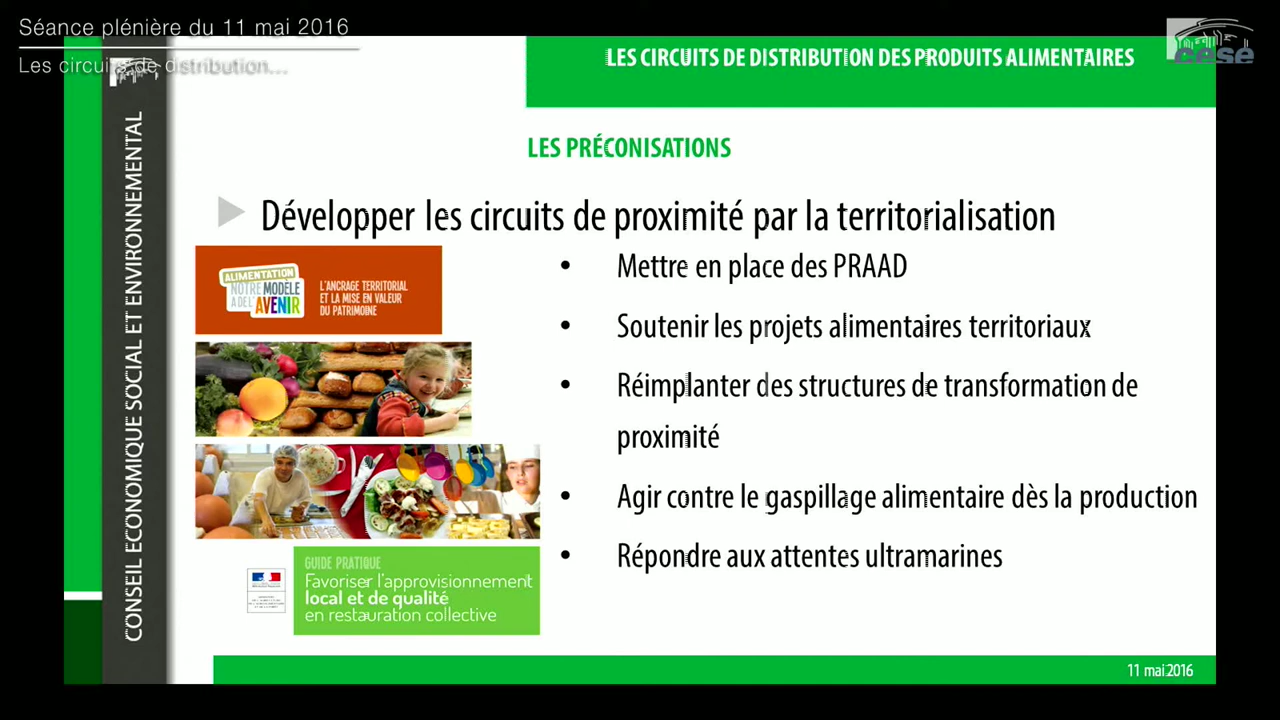 Séance plénière du 11 mai 2016
Les circuits de distribution...
cese
LES CIRCUITS DE DISTRIBUTION DES PRODUITS ALIMENTAIRES
CONSEIL ECONOMIQUE SOCIAL ET ENVIRONNEMENTAL
LES PRÉCONISATIONS
Développer les circuits de proximité par la territorialisation
ALIMENTATION
NOTRE MODÈLE
A DE L'AVENIR
L'ANCRAGE TERRITORIAL
ET LA MISE EN VALEUR
DU PATRIMOINE
GUIDE PRATIQUE
Favoriser l'approvisionnement
local et de qualité
en restauration collective
• Mettre en place des PRAAD
• Soutenir les projets alimentaires territoriaux
• Réimplanter des structures de transformation de
proximité
• Agir contre le gaspillage alimentaire dès la production
• Répondre aux attentes ultramarines
11 mai 2016